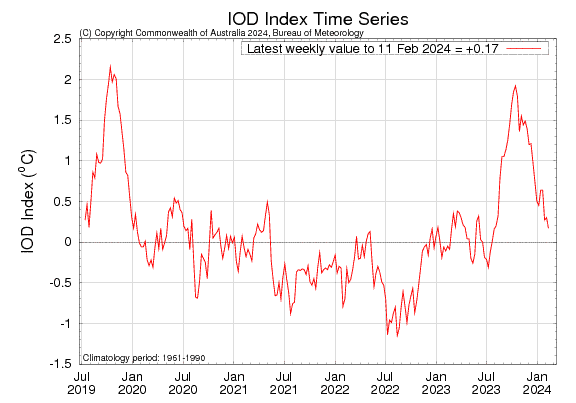 IOD Index Time Series
(C) Copyright Commonwealth of Australia 2024, Bureau of Meteorology
Latest weekly value to 11 Feb 2024 = +0.17
2.5
2
1.5
1
0.5
0
-0.5
-1
-1.5
IOD Index (⁰C)
Climatology period: 1961-1990
Jul Jan Jul Jan Jul Jan Jul Jan Jul Jan
2019 2020 2020 2021 2021 2022 2022 2023 2023 2024